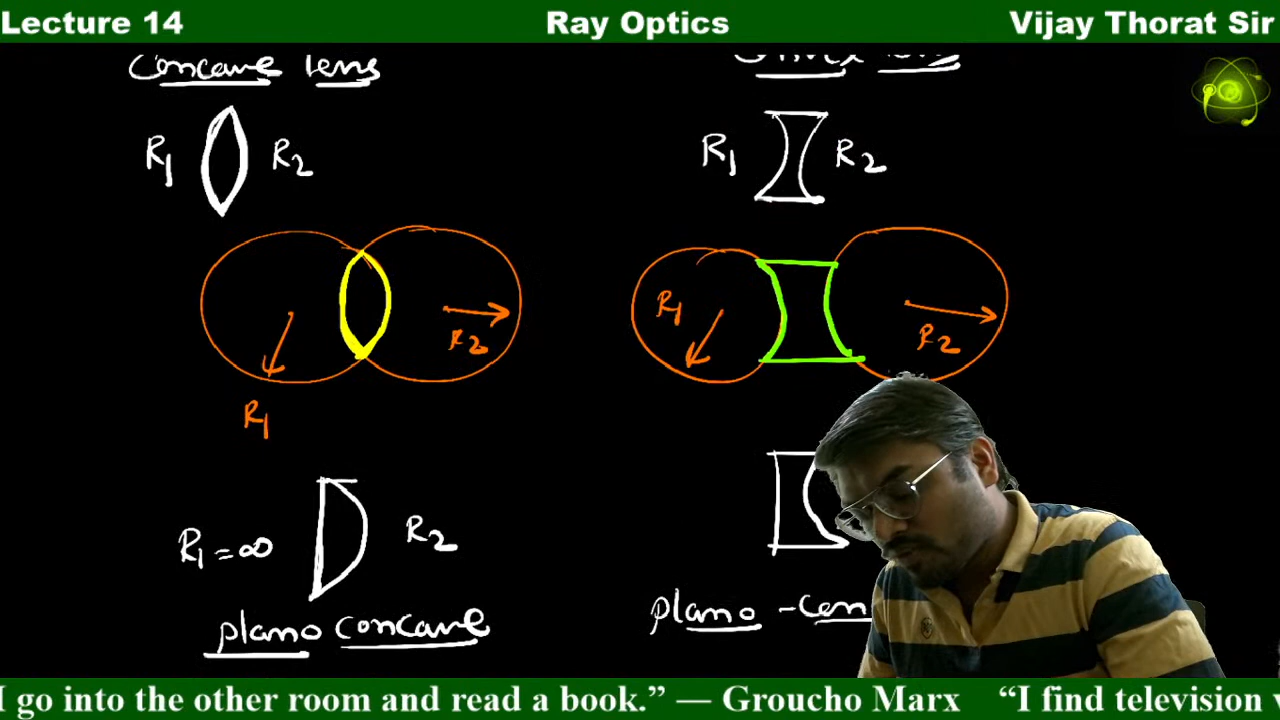 Lecture 14
Ray Optics
Vijay Thorat Sir
Concave lens
R1 R2
R1 R2
R1
R2
R1
R2
R1 = ∞
R2
plano concave
plano -con
I go into the other room and read a book.” — Groucho Marx “I find television